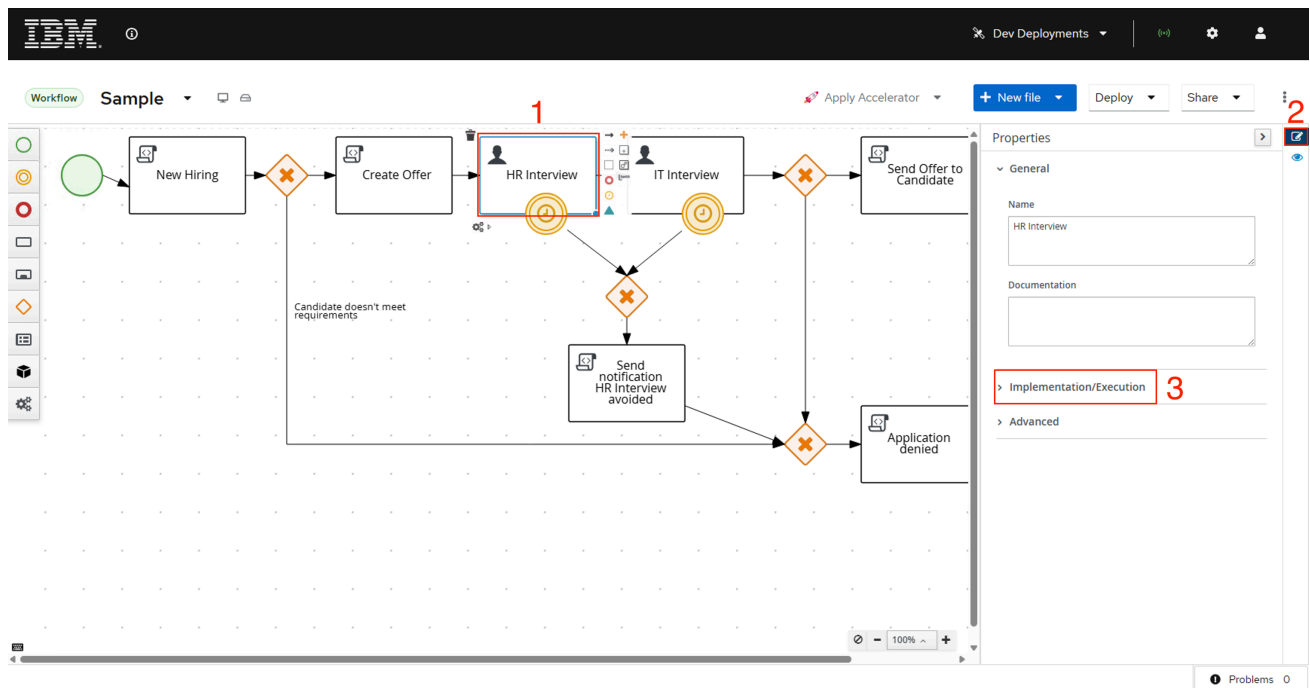 IBM
Dev Deployments
Workflow
Sample
Apply Accelerator
New file
Deploy
Share
1
2
Properties
General
Name
HR Interview
Documentation
Implementation/Execution
3
Advanced
New Hiring
Create Offer
HR Interview
IT Interview
Send Offer to
Candidate
Candidate doesn't meet
requirements
Send
notification
HR Interview
avoided
Application
denied
100%
Problems 0